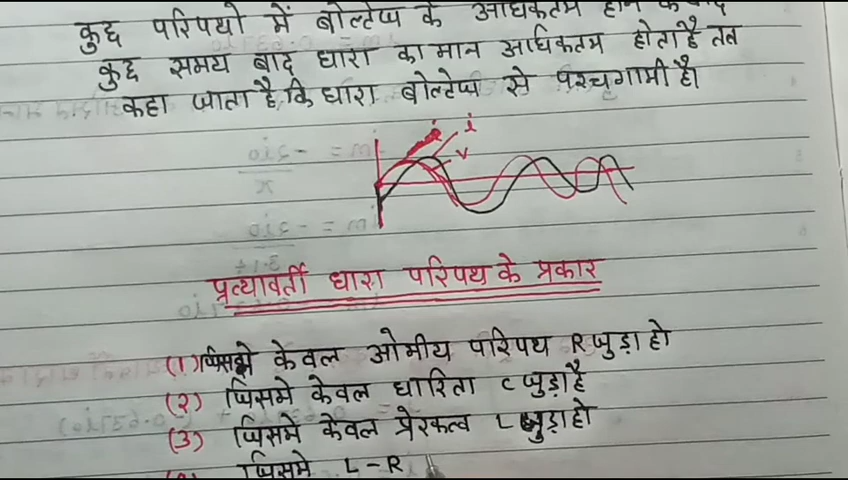 कुछ परिपथो में वोल्टेज के अधिकतम होने के बाद
कुछ समय बाद धारा का मान अधिकतम होता है तब
कहा जाता है कि धारा वोल्टेज से पश्चगामी है।
i
v
प्रत्यावर्ती धारा परिपथ के प्रकार
(1) जिसमे केवल ओमीय परिपथ R जुड़ा हो
(२) जिसमे केवल धारिता C जुड़ा है
(3) जिसमे केवल प्रेरकत्व L जुड़ा हो
जिसमे L-R